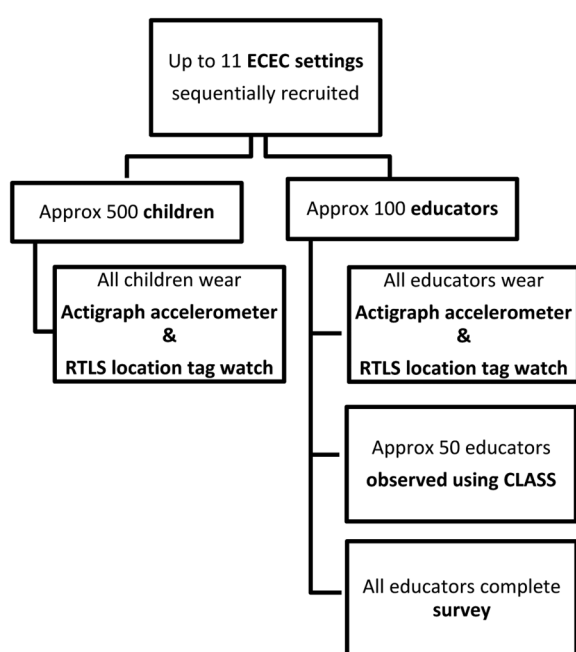 Up to 11 ECEC settings
sequentially recruited
Approx 500 children
Approx 100 educators
All children wear
Actigraph accelerometer
&
RTLS location tag watch
All educators wear
Actigraph accelerometer
&
RTLS location tag watch
Approx 50 educators
observed using CLASS
All educators complete
survey